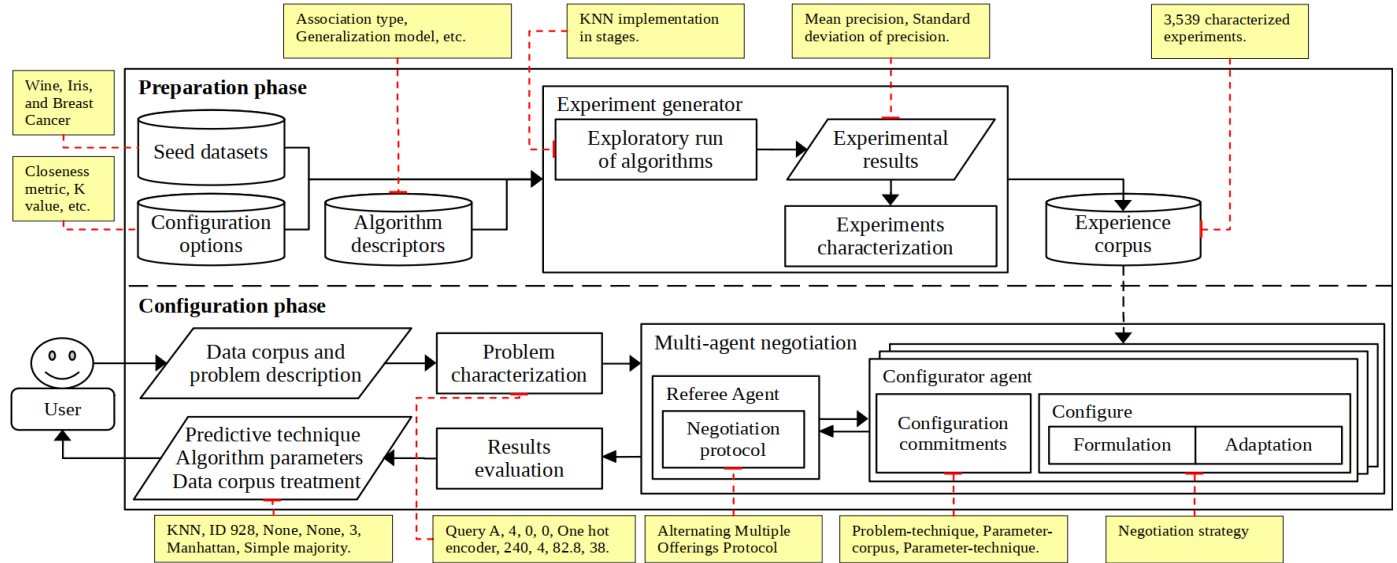 Association type,
Generalization model, etc.
KNN implementation
in stages.
Mean precision, Standard
deviation of precision.
3,539 characterized
experiments.
Wine, Iris,
and Breast
Cancer
Closeness
metric, K
value, etc.
Preparation phase
Seed datasets
Configuration
options
Algorithm
descriptors
Experiment generator
Exploratory run
of algorithms
Experimental
results
Experiments
characterization
Experience
corpus
Configuration phase
User
Data corpus and
problem description
Problem
characterization
Multi-agent negotiation
Referee Agent
Negotiation
protocol
Configurator agent
Configuration
commitments
Configure
Formulation
Adaptation
Results
evaluation
Predictive technique
Algorithm parameters
Data corpus treatment
KNN, ID 928, None, None, 3,
Manhattan, Simple majority.
Query A, 4, 0, 0, One hot
encoder, 240, 4, 82.8, 38.
Alternating Multiple
Offerings Protocol
Problem-technique, Parameter-
corpus, Parameter-technique.
Negotiation strategy